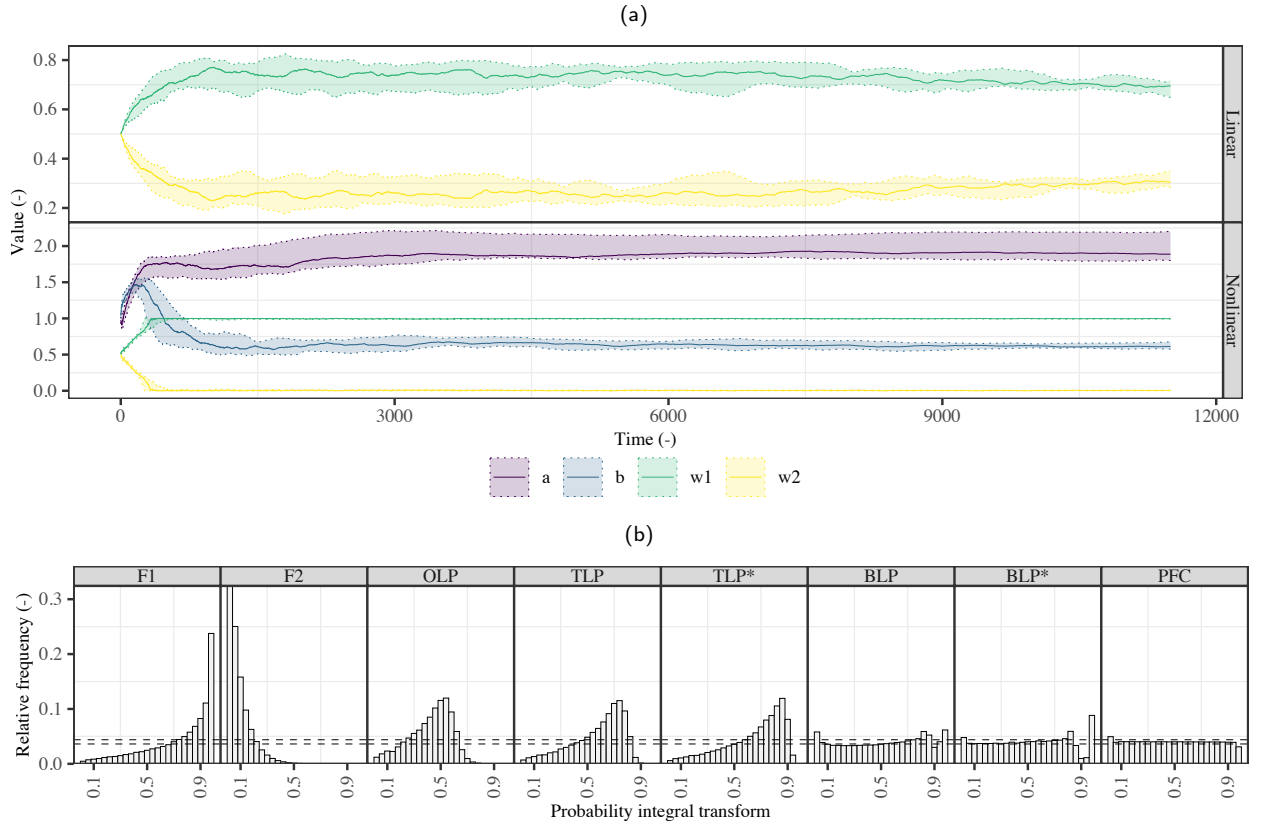 (a)
0.8
0.6
0.4
0.2
Linear
Value (-)
2.0
1.5
1.0
0.5
0.0
Nonlinear
0 3000 6000 9000 12000
Time (-)
a b w1 w2
(b)
F1 F2 OLP TLP TLP* BLP BLP* PFC
0.3
0.2
0.1
0.0
Relative frequency (-)
0.1 0.5 0.9 0.1 0.5 0.9 0.1 0.5 0.9 0.1 0.5 0.9 0.1 0.5 0.9 0.1 0.5 0.9 0.1 0.5 0.9 0.1 0.5 0.9
Probability integral transform